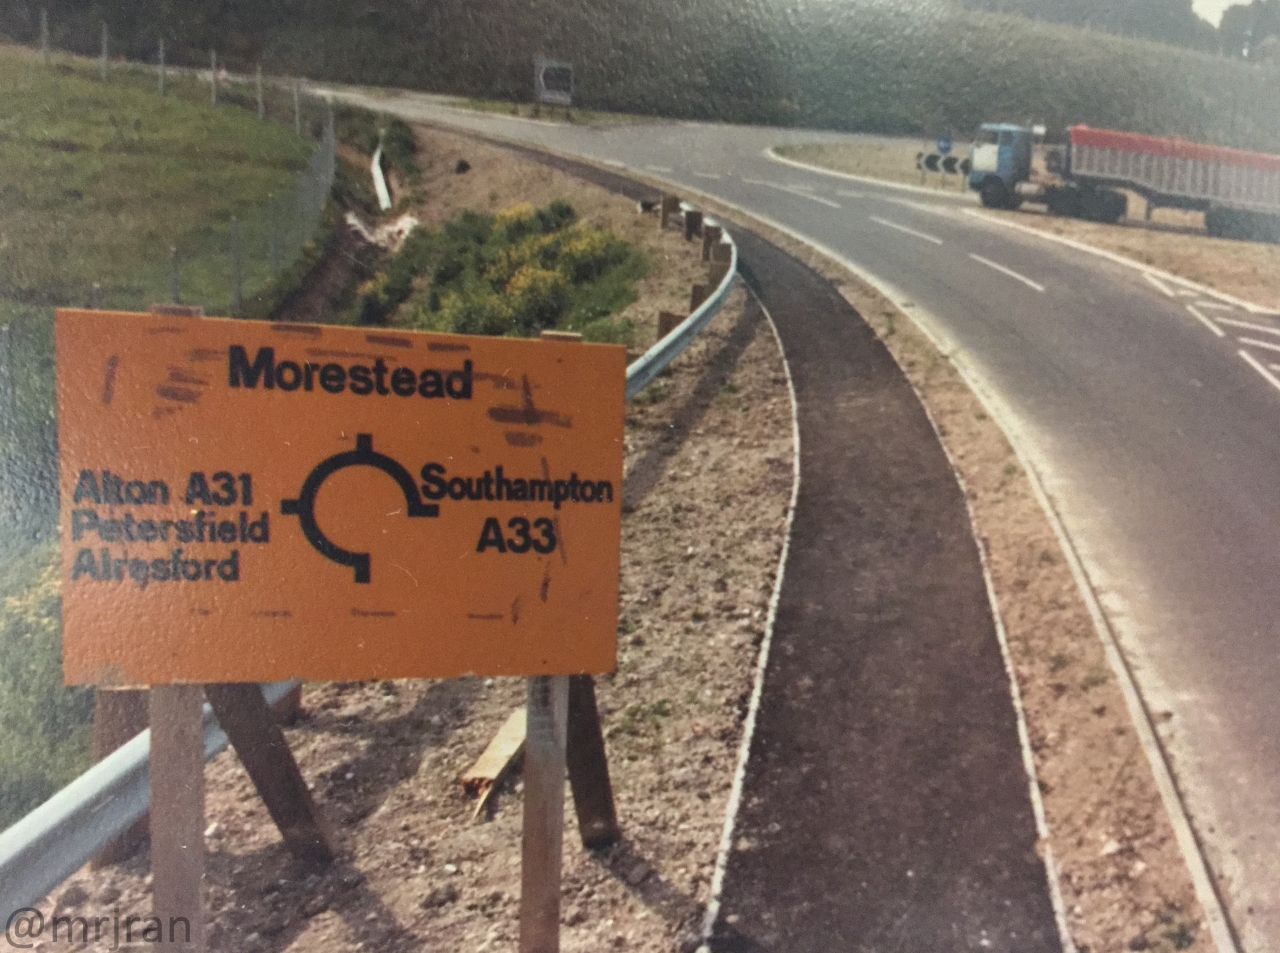 Morestead
Alton A31
Petersfield
Alresford
Southampton
A33
@mrjran